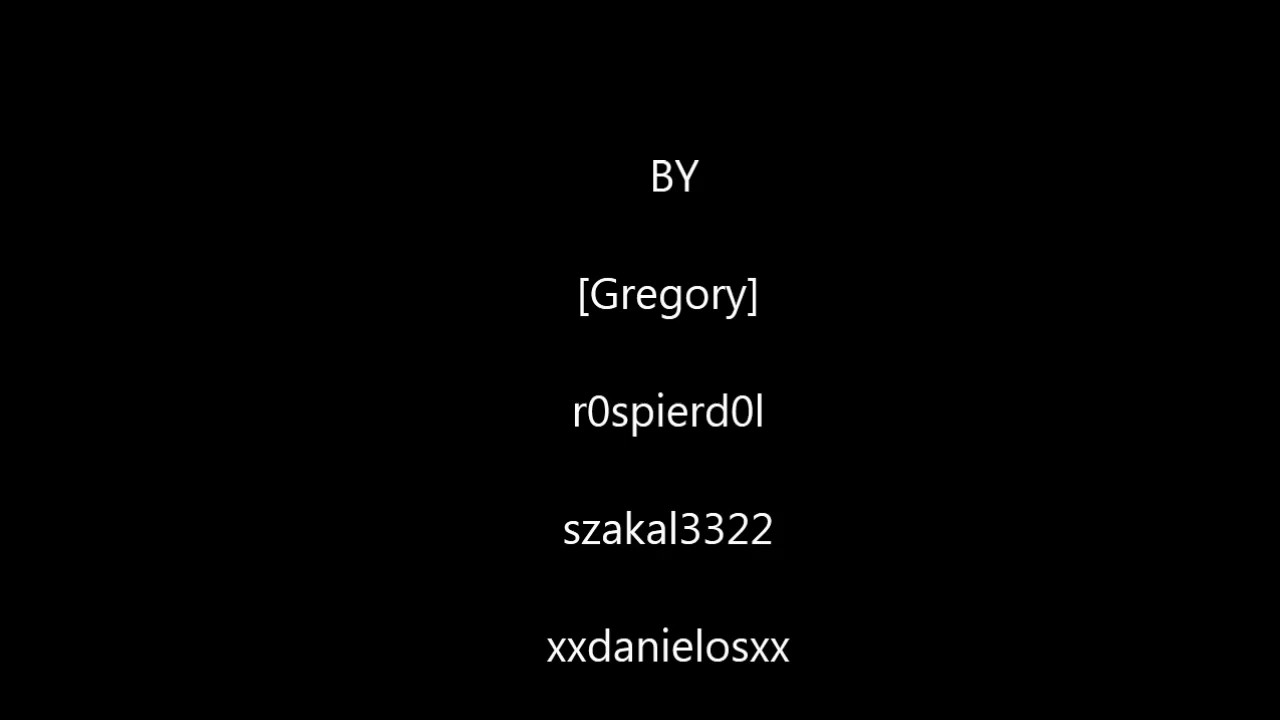 BY
[Gregory]
r0spierd0l
szakal3322
xxdanielosxx